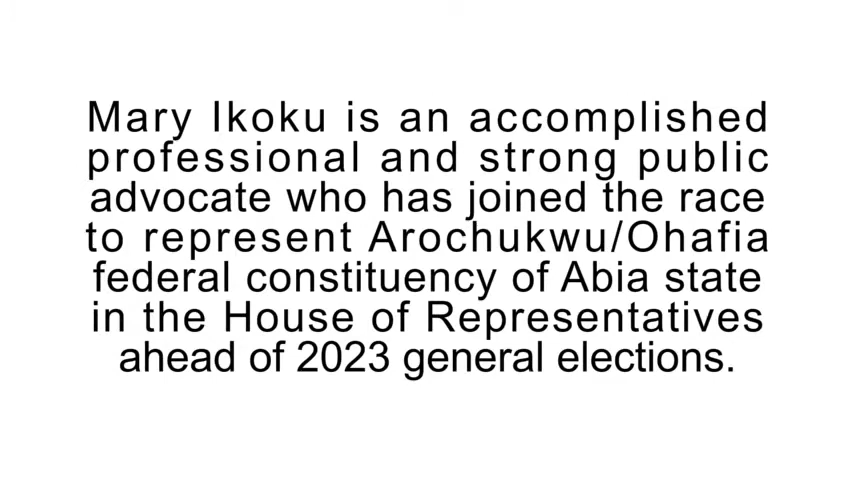 Mary Ikoku is an accomplished
professional and strong public
advocate who has joined the race
to represent Arochukwu/Ohafia
federal constituency of Abia state
in the House of Representatives
ahead of 2023 general elections.